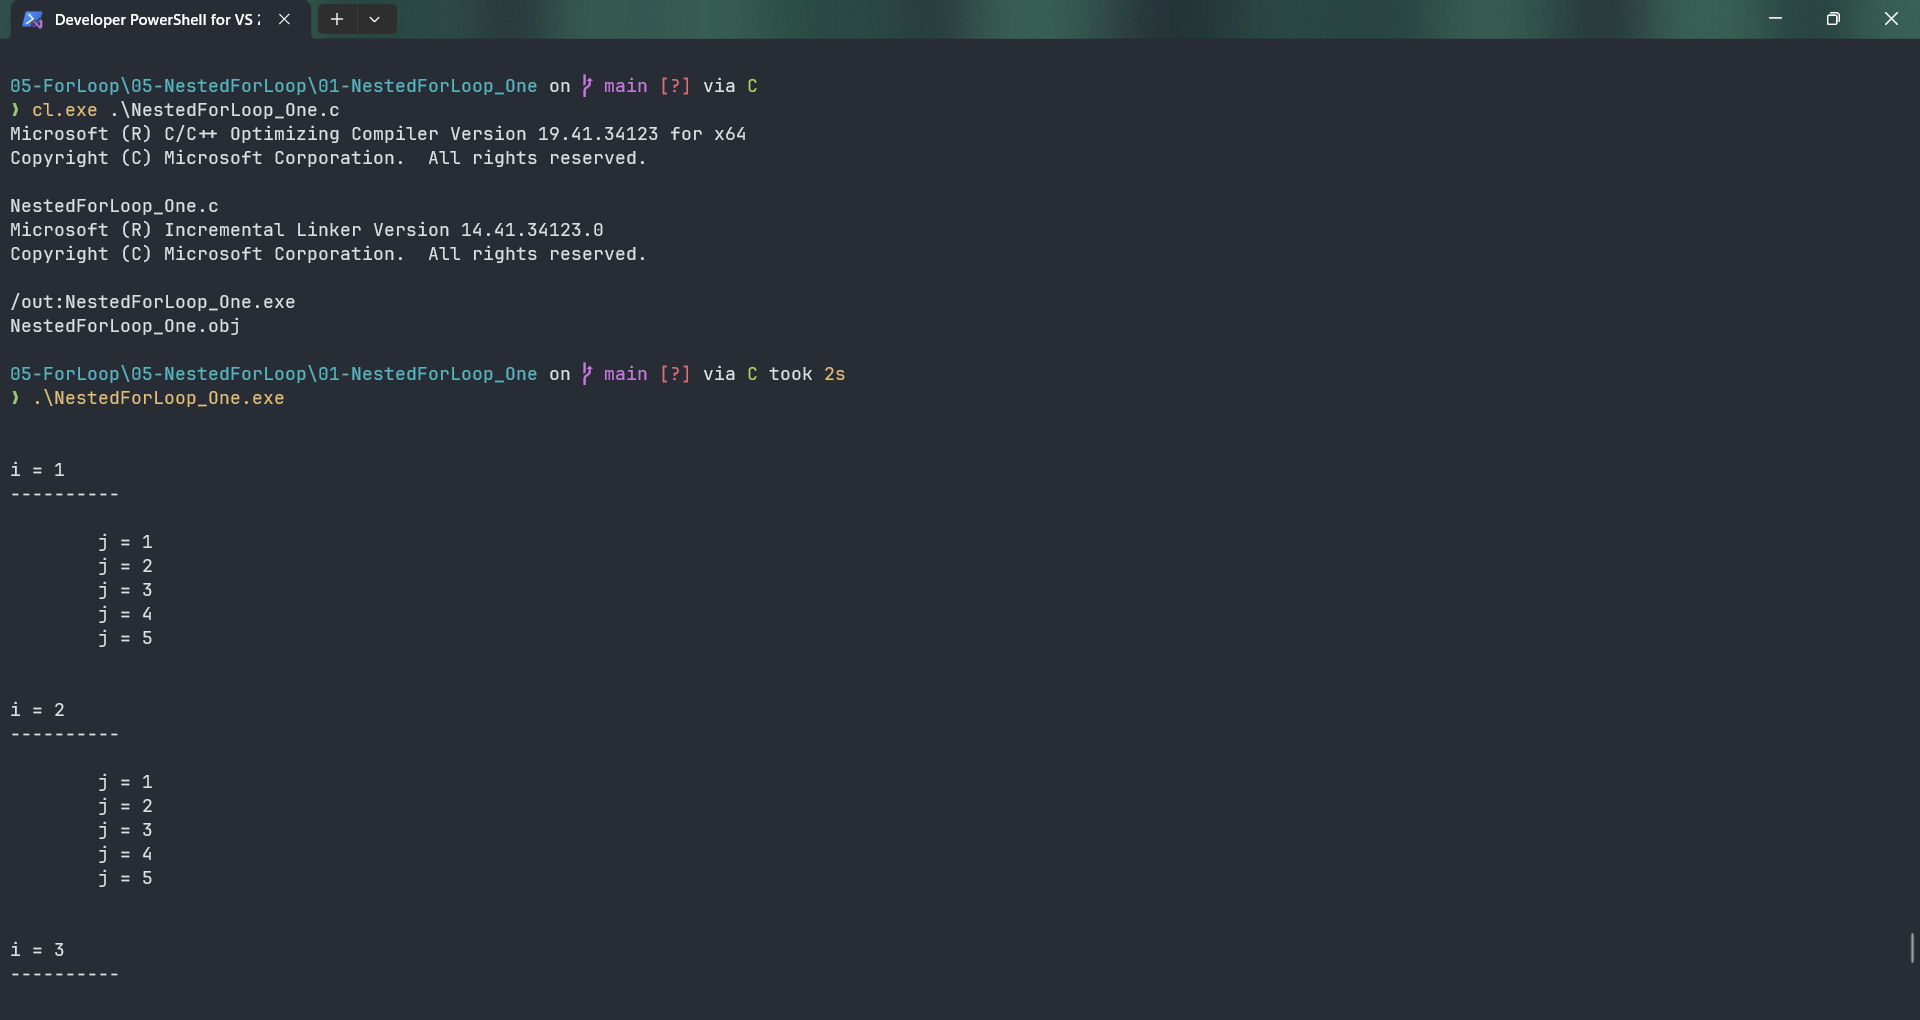 Developer PowerShell for VS 2
05-ForLoop\05-NestedForLoop\01-NestedForLoop_One on main [?] via C
❯ cl.exe .\NestedForLoop_One.c
Microsoft (R) C/C++ Optimizing Compiler Version 19.41.34123 for x64
Copyright (C) Microsoft Corporation.  All rights reserved.
NestedForLoop_One.c
Microsoft (R) Incremental Linker Version 14.41.34123.0
Copyright (C) Microsoft Corporation.  All rights reserved.
/out:NestedForLoop_One.exe
NestedForLoop_One.obj
05-ForLoop\05-NestedForLoop\01-NestedForLoop_One on main [?] via C took 2s
❯ .\NestedForLoop_One.exe
i = 1
----------
j = 1
j = 2
j = 3
j = 4
j = 5
i = 2
----------
j = 1
j = 2
j = 3
j = 4
j = 5
i = 3
----------